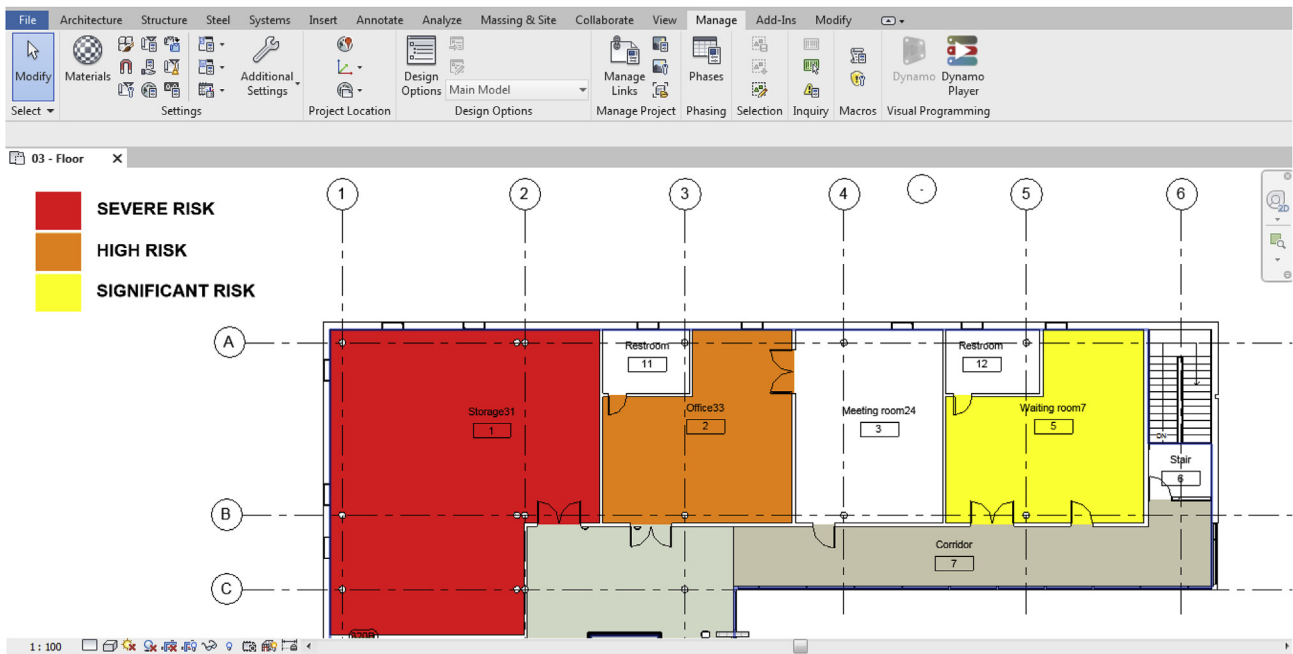 File Architecture Structure Steel Systems Insert Annotate Analyze Massing & Site Collaborate View Manage Add-Ins Modify
Modify
Materials
Additional
Settings
Design
Options
Main Model
Manage
Links
Phases
Dynamo
Dynamo
Player
Select
Settings
Project Location
Design Options
Manage Project
Phasing
Selection
Inquiry
Macros
Visual Programming
03 - Floor
2D
SEVERE RISK
HIGH RISK
SIGNIFICANT RISK
1 2 3 4 - 5 6
A
Restroom
11
Restroom
12
Storage31
1
Office33
2
Meeting room24
3
Waiting room7
5
DN
Stair
6
B
Corridor
7
C
1 : 100